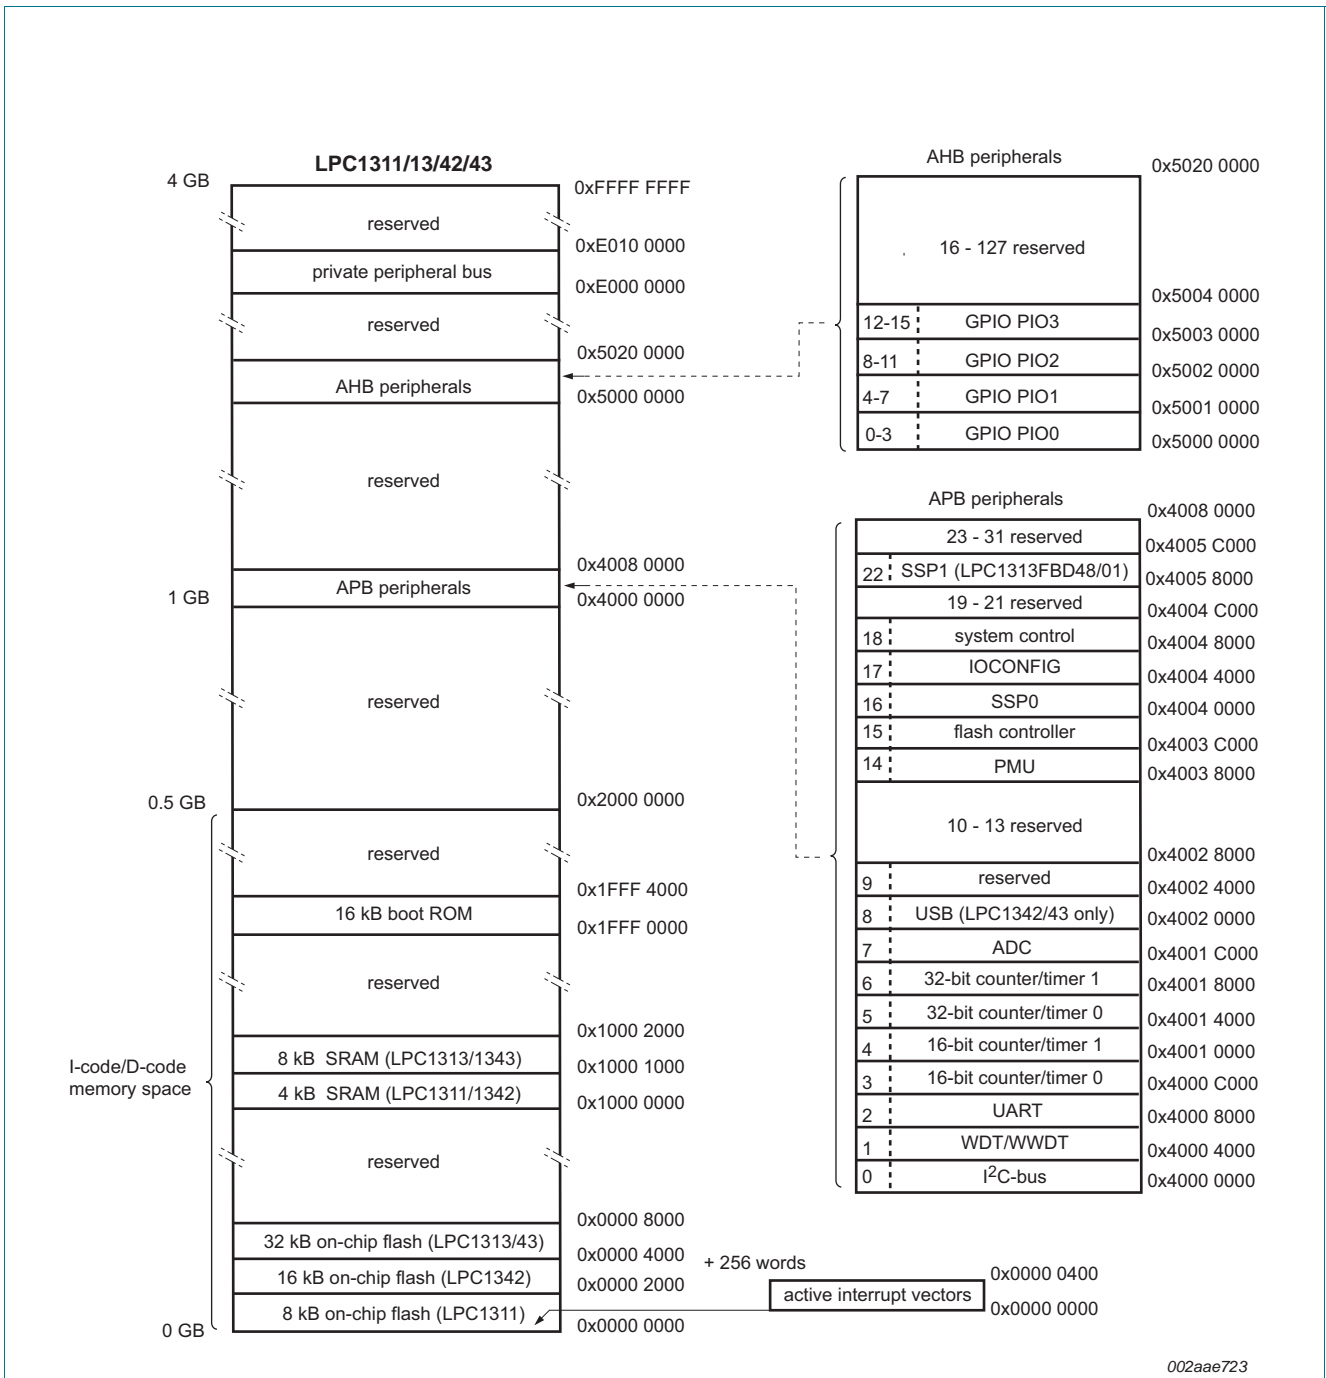 LPC1311/13/42/43
4 GB
0xFFFF FFFF
reserved
0xE010 0000
private peripheral bus
0xE000 0000
reserved
0x5020 0000
AHB peripherals
0x5000 0000
reserved
0x4008 0000
APB peripherals
1 GB
0x4000 0000
reserved
0.5 GB
0x2000 0000
reserved
0x1FFF 4000
16 kB boot ROM
0x1FFF 0000
reserved
0x1000 2000
8 kB SRAM (LPC1313/1343)
0x1000 1000
I-code/D-code
memory space
4 kB SRAM (LPC1311/1342)
0x1000 0000
reserved
0x0000 8000
32 kB on-chip flash (LPC1313/43)
0x0000 4000
16 kB on-chip flash (LPC1342)
0x0000 2000
8 kB on-chip flash (LPC1311)
0 GB
0x0000 0000
+ 256 words
0x0000 0400
active interrupt vectors
0x0000 0000
AHB peripherals
0x5020 0000
16 - 127 reserved
0x5004 0000
12-15 GPIO PIO3
0x5003 0000
8-11 GPIO PIO2
0x5002 0000
4-7 GPIO PIO1
0x5001 0000
0-3 GPIO PIO0
0x5000 0000
APB peripherals
0x4008 0000
23 - 31 reserved
0x4005 C000
22 SSP1 (LPC1313FBD48/01)
0x4005 8000
19 - 21 reserved
0x4004 C000
18 system control
0x4004 8000
17 IOCONFIG
0x4004 4000
16 SSP0
0x4004 0000
15 flash controller
0x4003 C000
14 PMU
0x4003 8000
10 - 13 reserved
0x4002 8000
9 reserved
0x4002 4000
8 USB (LPC1342/43 only)
0x4002 0000
7 ADC
0x4001 C000
6 32-bit counter/timer 1
0x4001 8000
5 32-bit counter/timer 0
0x4001 4000
4 16-bit counter/timer 1
0x4001 0000
3 16-bit counter/timer 0
0x4000 C000
2 UART
0x4000 8000
1 WDT/WWDT
0x4000 4000
0 I2C-bus
0x4000 0000
002aae723